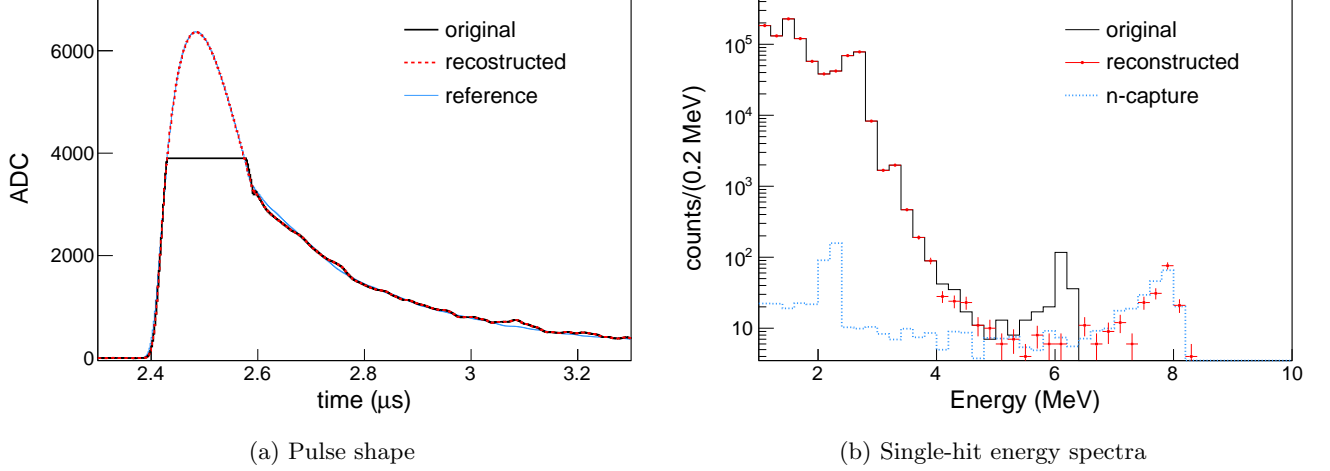 6000
4000
2000
0
ADC
original
recostructed
reference
2.4 2.6 2.8 3 3.2
time (μs)
(a) Pulse shape
10⁵
10⁴
10³
10²
10
counts/(0.2 MeV)
original
reconstructed
n-capture
2 4 6 8 10
Energy (MeV)
(b) Single-hit energy spectra